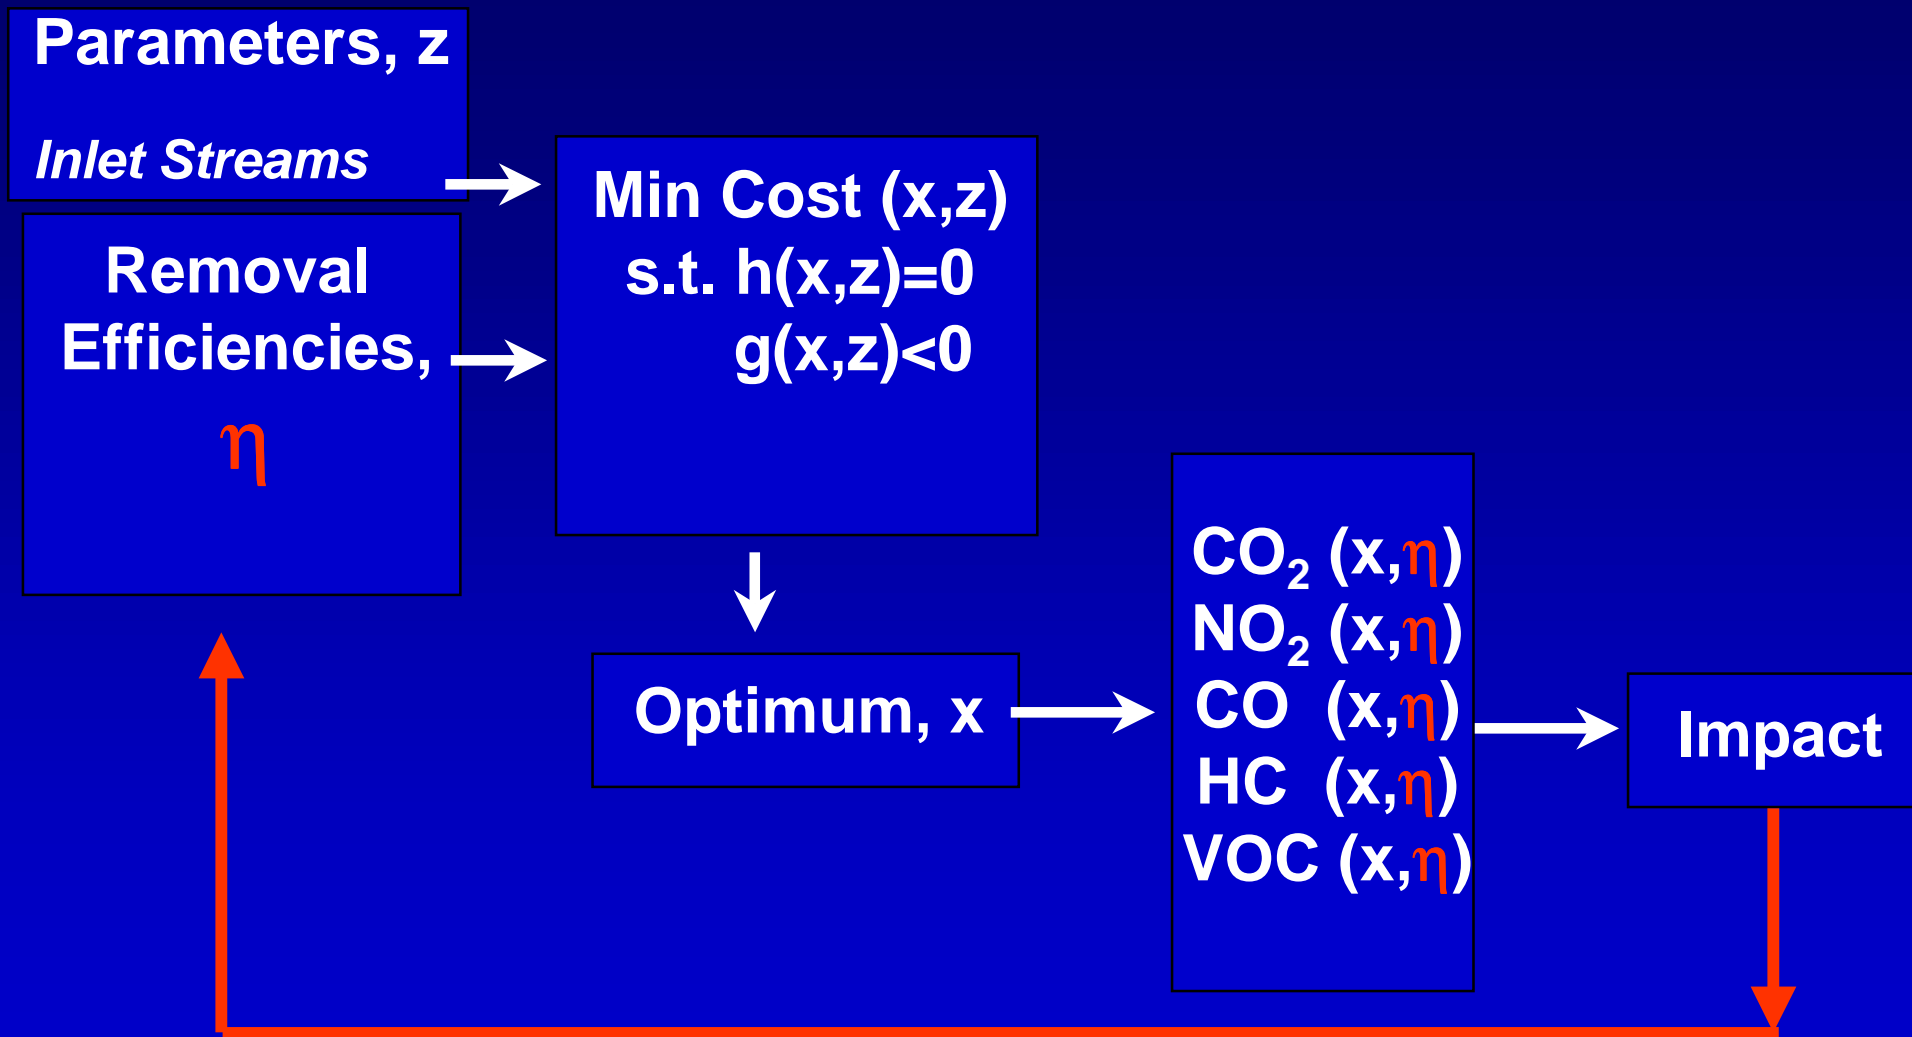 Parameters, z
Inlet Streams
Removal
Efficiencies,
η
Min Cost (x,z)
s.t. h(x,z)=0
g(x,z)<0
Optimum, x
CO₂ (x,η)
NO₂ (x,η)
CO (x,η)
HC (x,η)
VOC (x,η)
Impact